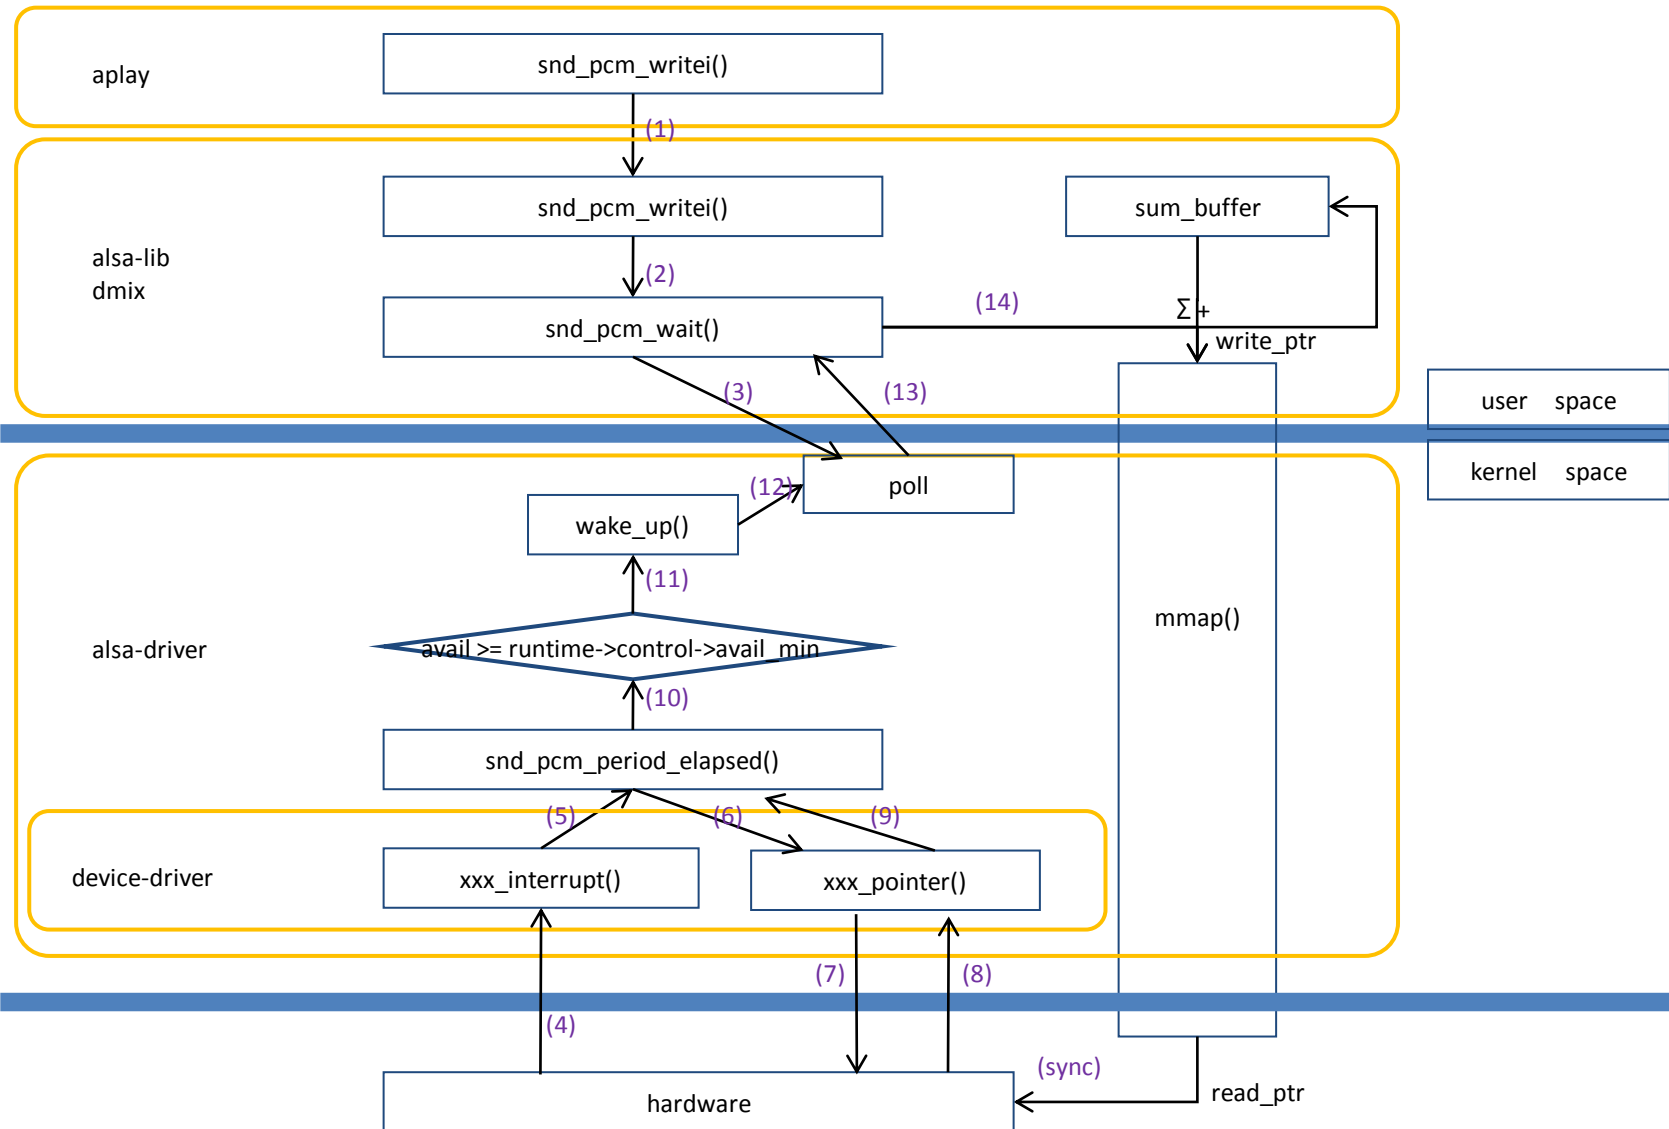 aplay
snd_pcm_writei()
(1)
snd_pcm_writei()
sum_buffer
alsa-lib
dmix
(2)
(14)
Σ +
snd_pcm_wait()
write_ptr
(3)
(13)
user space
kernel space
(12)
poll
wake_up()
(11)
mmap()
alsa-driver
avail >= runtime->control->avail_min
(10)
snd_pcm_period_elapsed()
(5)
(6)
(9)
device-driver
xxx_interrupt()
xxx_pointer()
(7)
(8)
(4)
(sync)
read_ptr
hardware